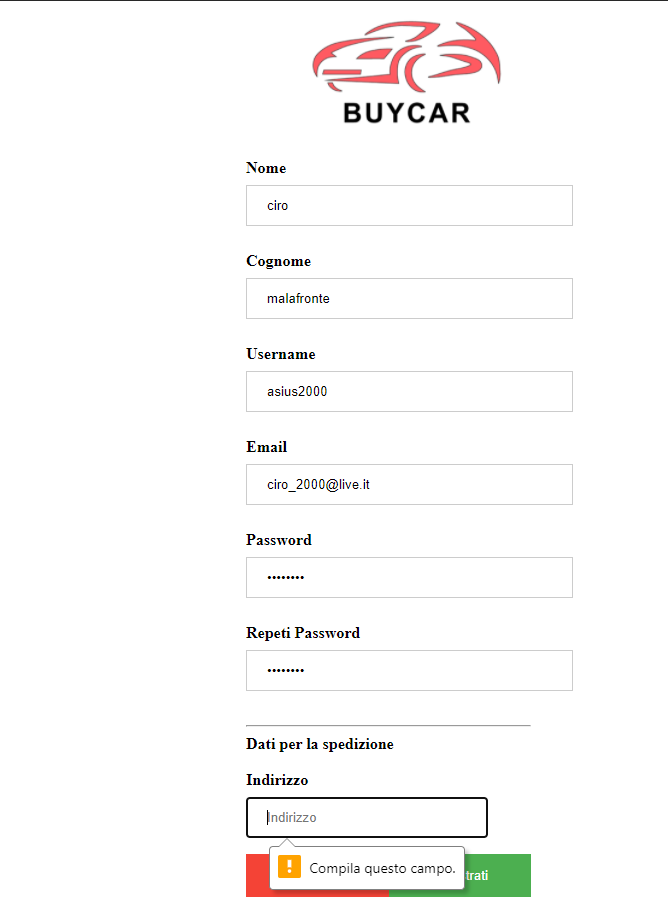 BUYCAR
Nome
ciro
Cognome
malafronte
Username
asius2000
Email
ciro_2000@live.it
Password
••••••••
Repeti Password
••••••••
Dati per la spedizione
Indirizzo
Indirizzo
Compila questo campo.
trati